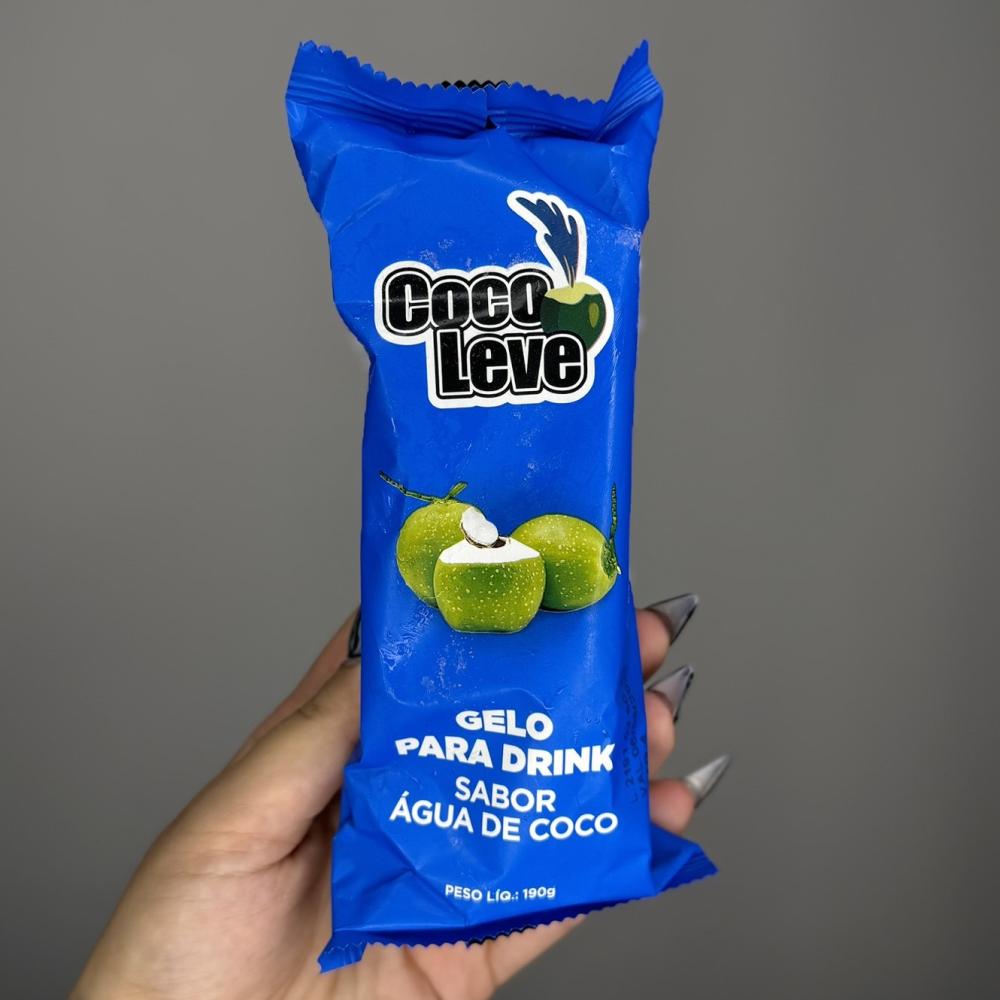 Coco
Leve
GELO
PARA DRINK
SABOR
ÁGUA DE COCO
PESO LÍQ.: 190g